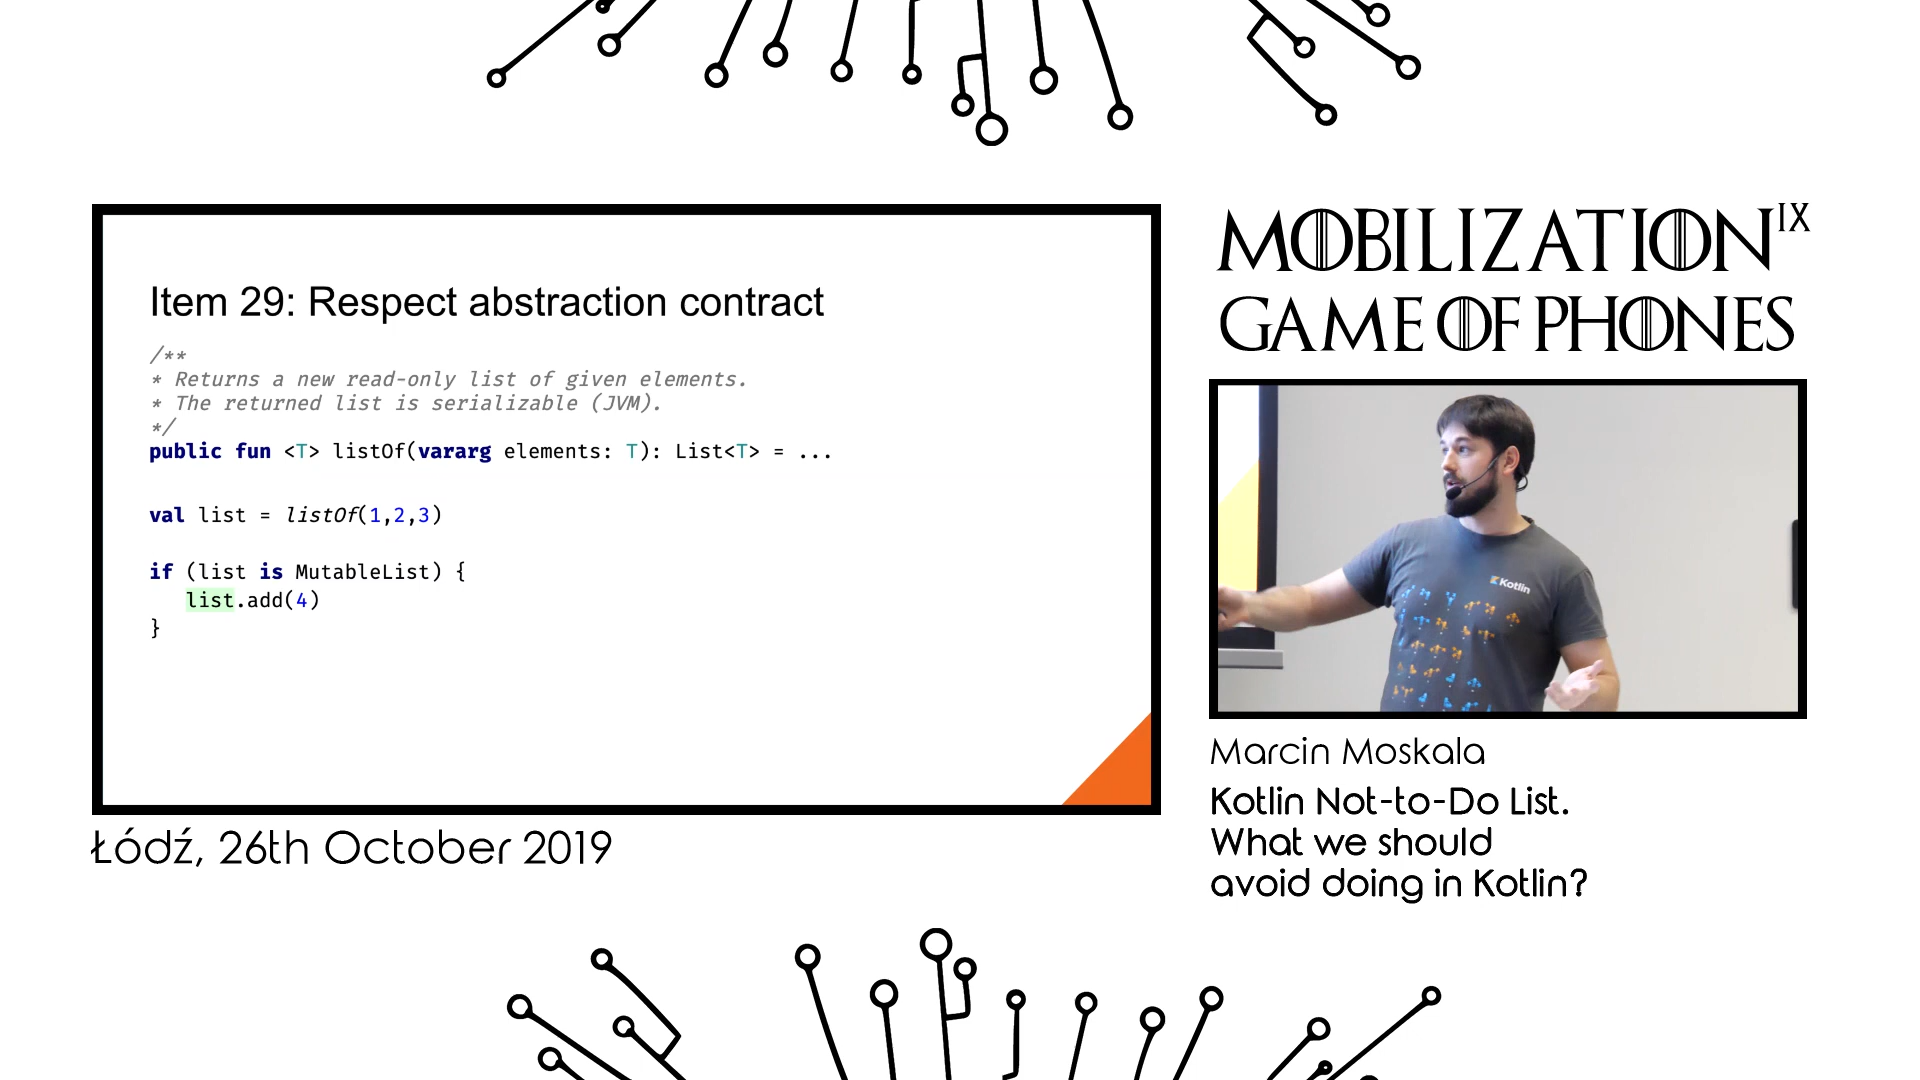 Item 29: Respect abstraction contract
/**
* Returns a new read-only list of given elements.
* The returned list is serializable (JVM).
*/
public fun <T> listOf(vararg elements: T): List<T> = ...
val list = listOf(1,2,3)
if (list is MutableList) {
list.add(4)
}
Łódź, 26th October 2019
MOBILIZATION IX
GAME OF PHONES
Kotlin
Marcin Moskala
Kotlin Not-to-Do List.
What we should
avoid doing in Kotlin?